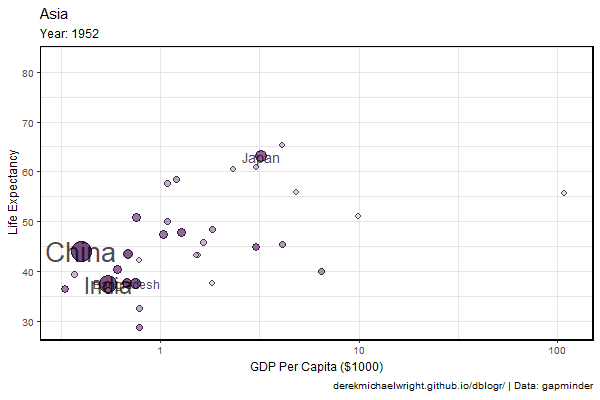 Asia
Year: 1952
Life Expectancy
80
70
60
50
40
30
Japan
China
India
Bangladesh
1
10
100
GDP Per Capita ($1000)
derekmichaelwright.github.io/dblogr/ | Data: gapminder